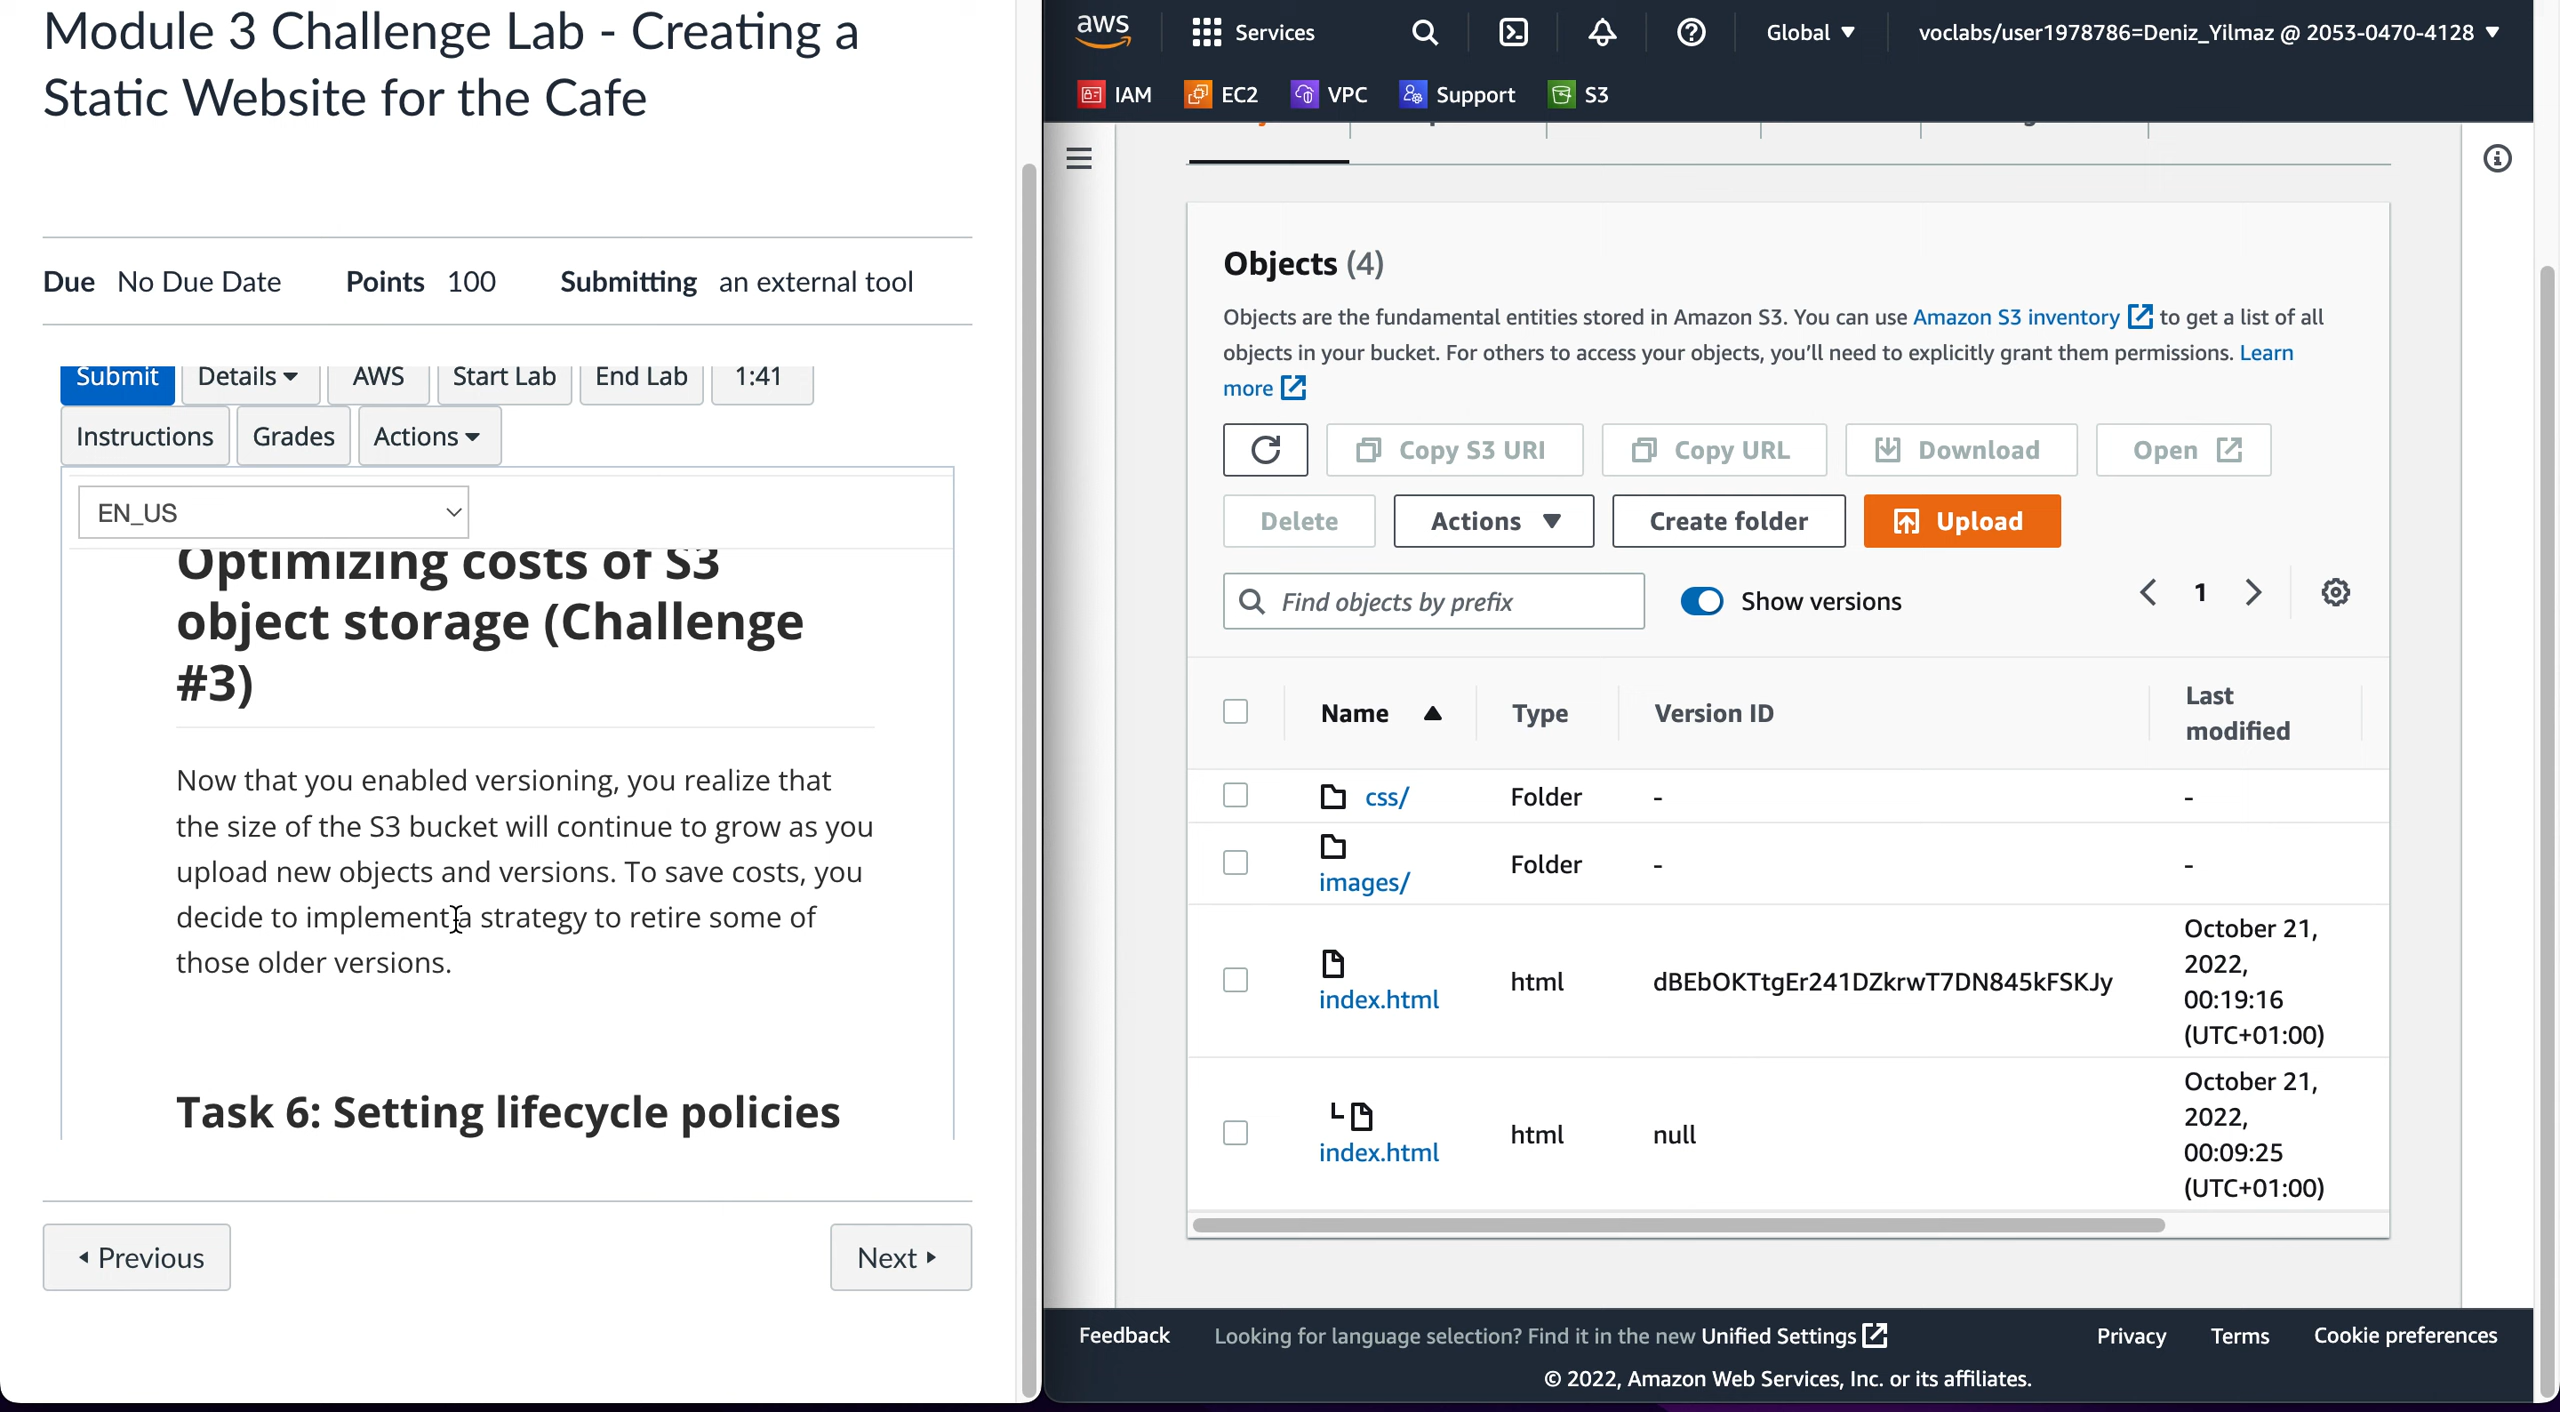 Module 3 Challenge Lab - Creating a
Static Website for the Cafe
Due No Due Date Points 100 Submitting an external tool
Submit Details AWS Start Lab End Lab 1:41
Instructions Grades Actions
EN_US
Optimizing costs of S3
object storage (Challenge
#3)
Now that you enabled versioning, you realize that
the size of the S3 bucket will continue to grow as you
upload new objects and versions. To save costs, you
decide to implement a strategy to retire some of
those older versions.
Task 6: Setting lifecycle policies
Previous Next
aws Services Global voclabs/user1978786=Deniz_Yilmaz @ 2053-0470-4128
IAM EC2 VPC Support S3
Objects (4)
Objects are the fundamental entities stored in Amazon S3. You can use Amazon S3 inventory to get a list of all
objects in your bucket. For others to access your objects, you'll need to explicitly grant them permissions. Learn
more
Copy S3 URI Copy URL Download Open
Delete Actions Create folder Upload
Find objects by prefix Show versions 1
Name Type Version ID Last
modified
css/ Folder - -
images/ Folder - -
index.html html dBEbOKTtgEr241DZkrwT7DN845kFSKJy October 21,
2022,
00:19:16
(UTC+01:00)
index.html html null October 21,
2022,
00:09:25
(UTC+01:00)
Feedback Looking for language selection? Find it in the new Unified Settings Privacy Terms Cookie preferences
© 2022, Amazon Web Services, Inc. or its affiliates.